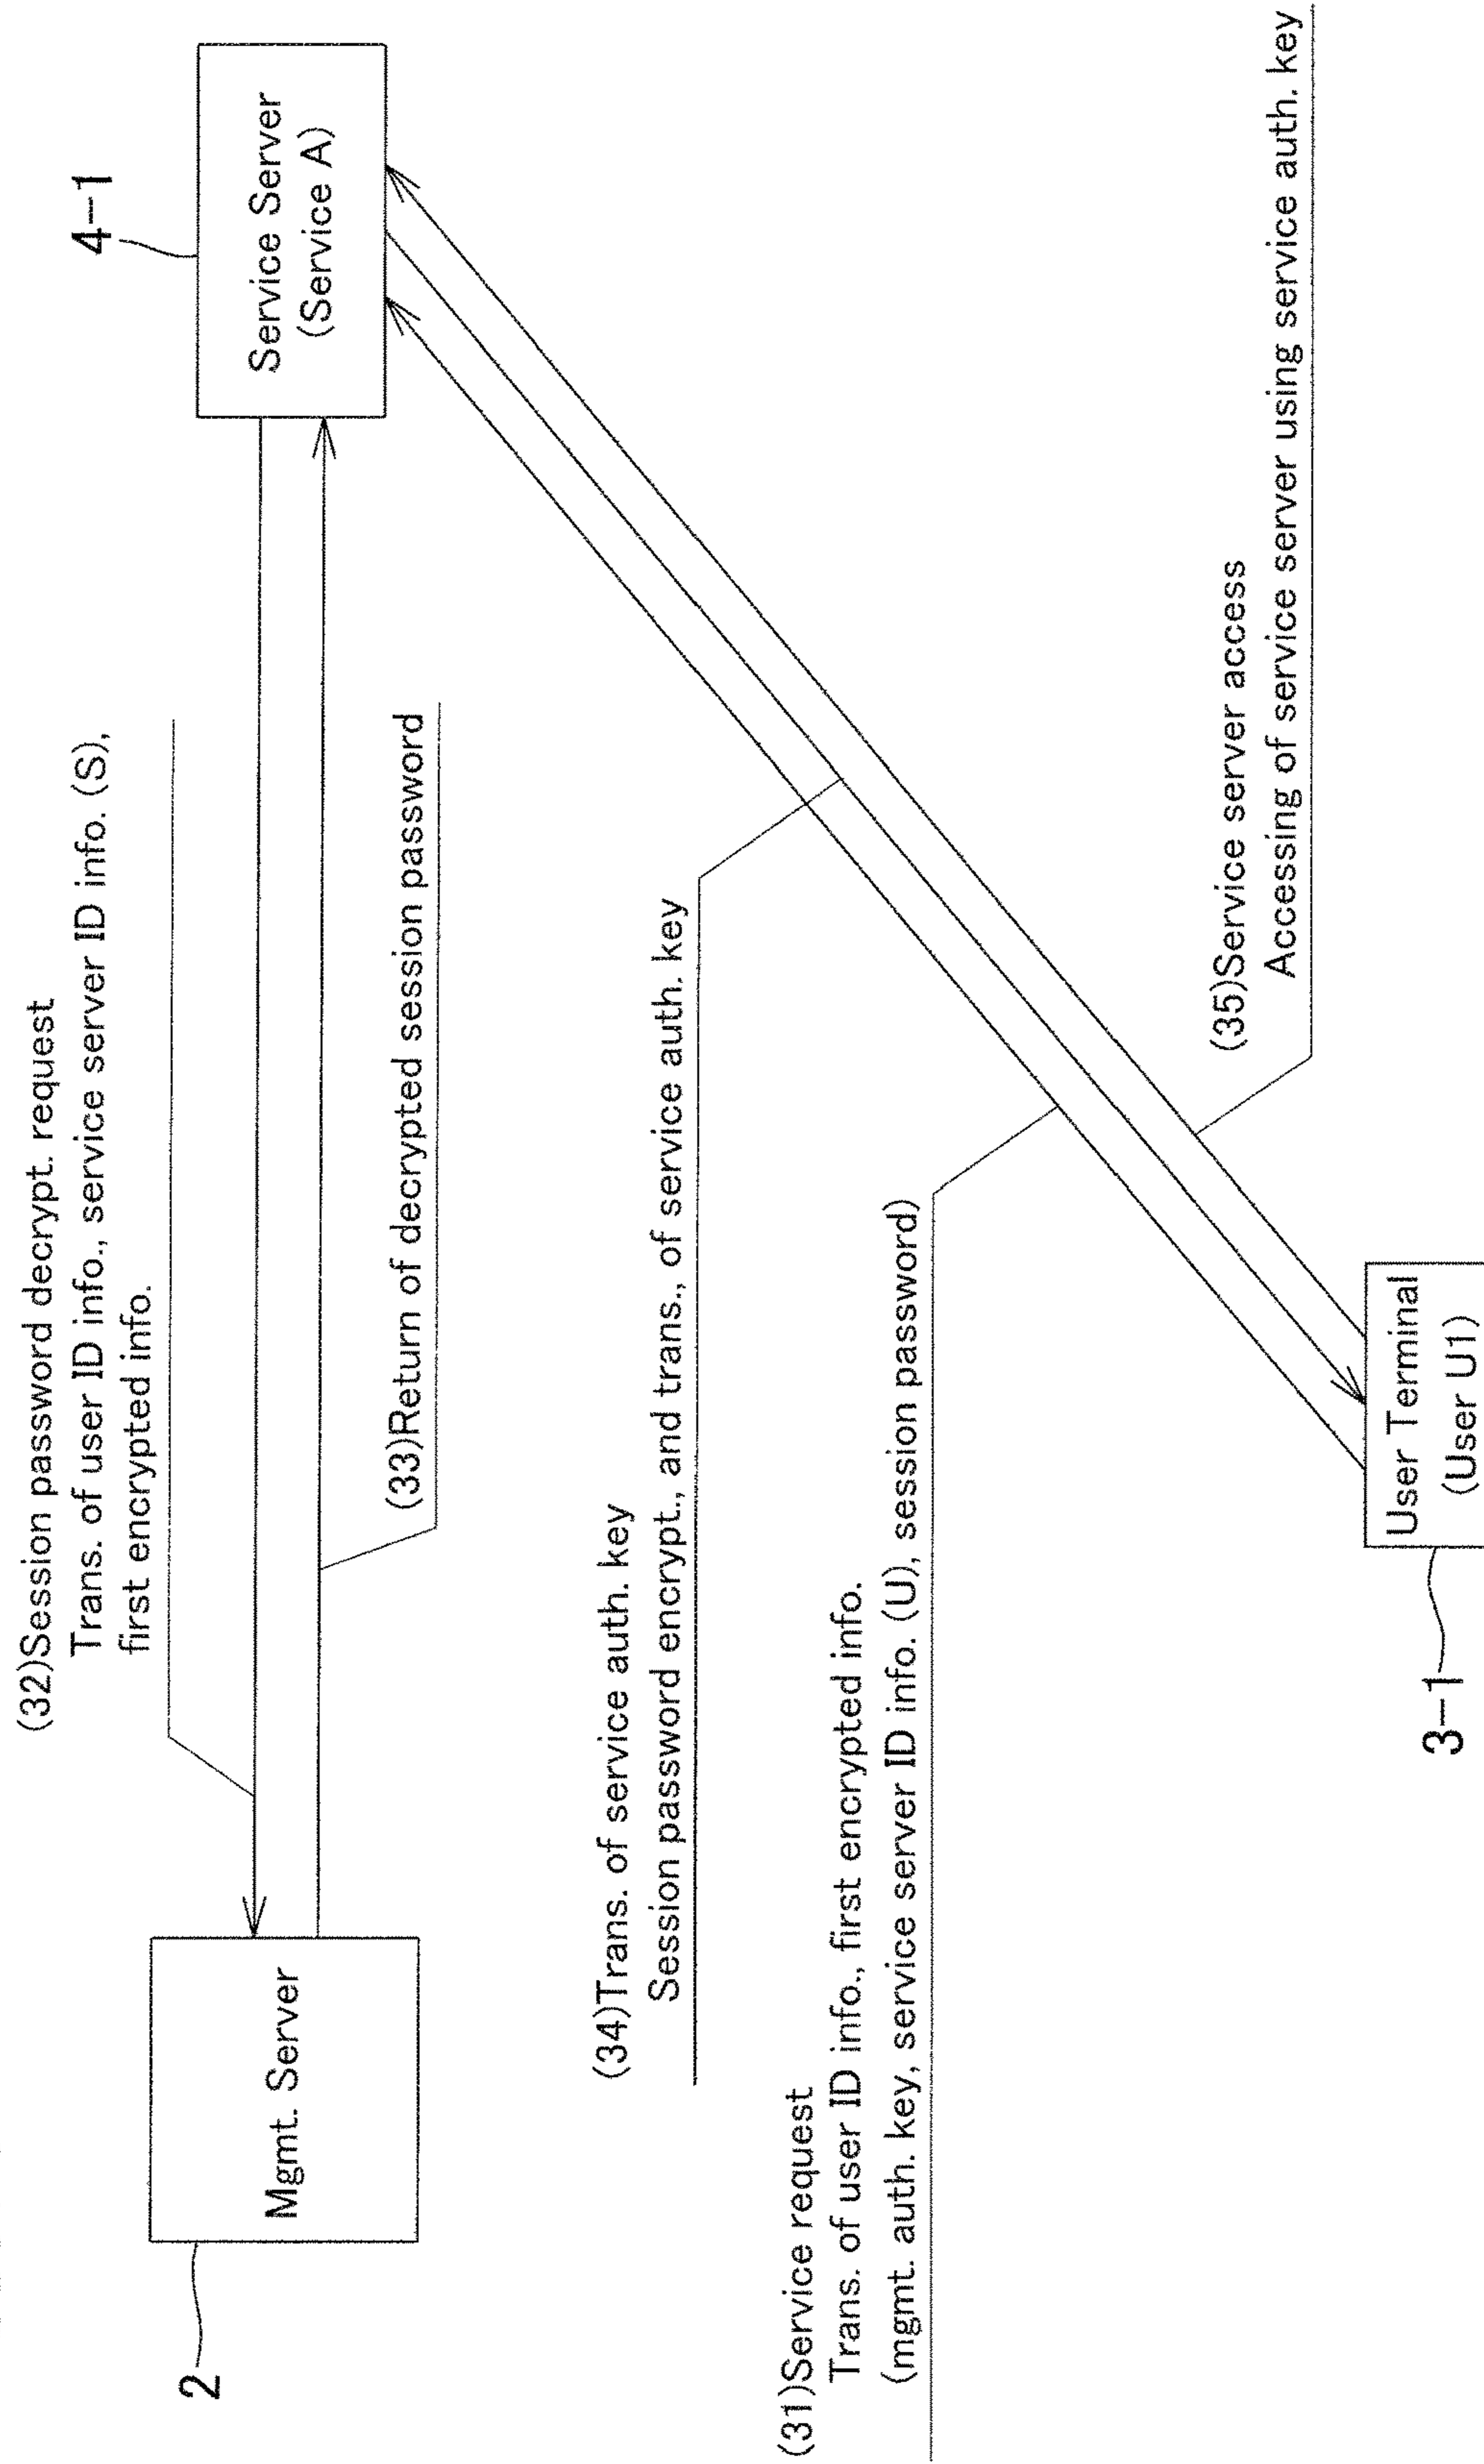 (32)Session password decrypt. request
Trans. of user ID info., service server ID info. (S),
first encrypted info.
4-1
Service Server
(Service A)
2
Mgmt. Server
(33)Return of decrypted session password
(34)Trans. of service auth. key
Session password encrypt., and trans., of service auth. key
(31)Service request
Trans. of user ID info., first encrypted info.
(mgmt. auth. key, service server ID info. (U), session password)
(35)Service server access
Accessing of service server using service auth. key
3-1
User Terminal
(User U1)